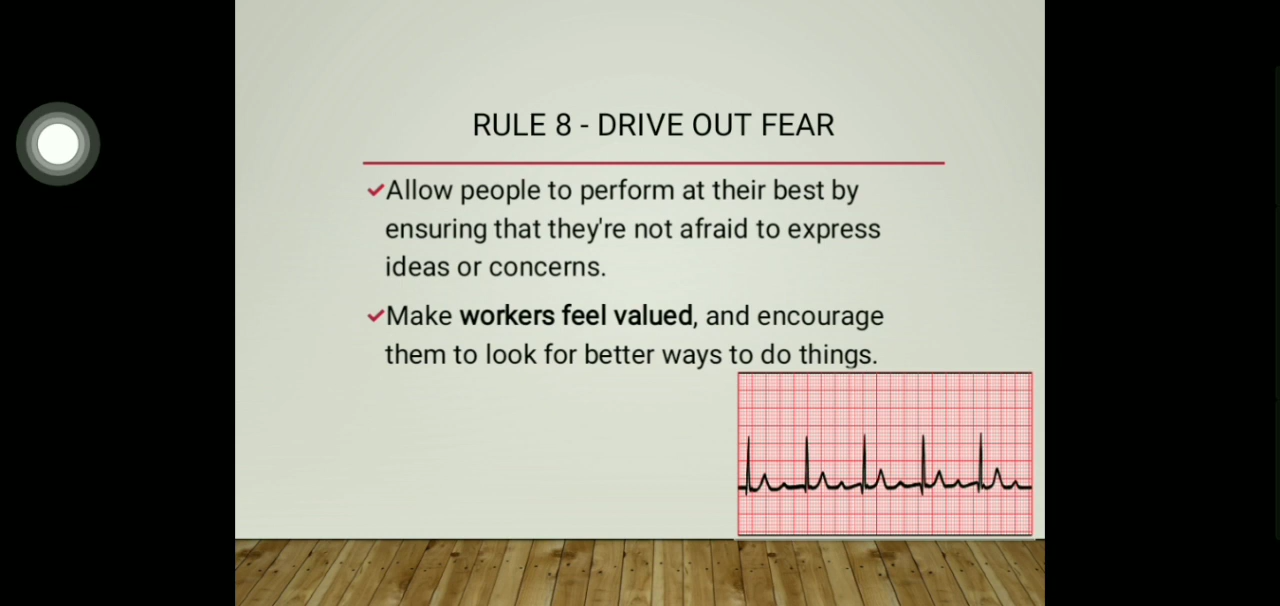 RULE 8 - DRIVE OUT FEAR
Allow people to perform at their best by
ensuring that they're not afraid to express
ideas or concerns.
Make workers feel valued, and encourage
them to look for better ways to do things.